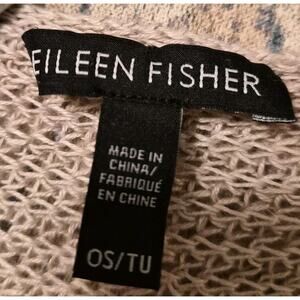 EILEEN FISHER
MADE IN
CHINA/
FABRIQUÉ
EN CHINE
OS/TU